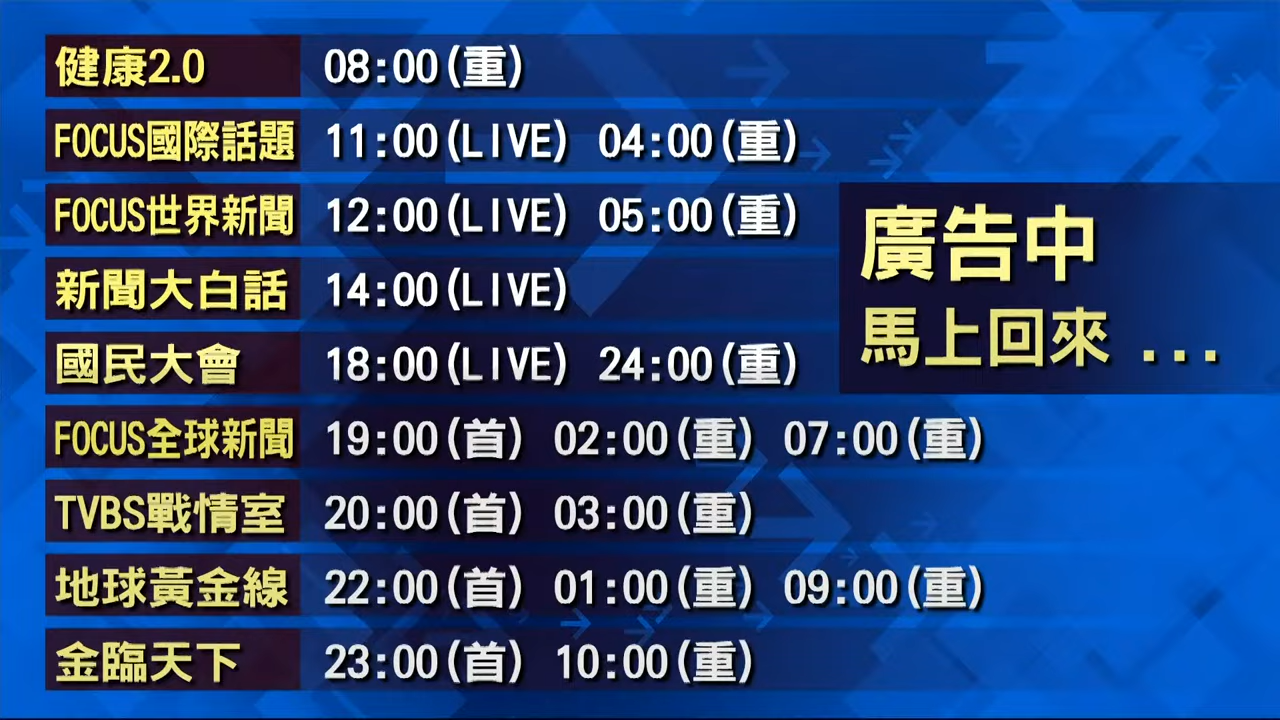 健康2.0 08:00(重)
FOCUS國際話題 11:00(LIVE) 04:00(重)
FOCUS世界新聞 12:00(LIVE) 05:00(重)
新聞大白話 14:00(LIVE)
國民大會 18:00(LIVE) 24:00(重)
FOCUS全球新聞 19:00(首) 02:00(重) 07:00(重)
TVBS戰情室 20:00(首) 03:00(重)
地球黃金線 22:00(首) 01:00(重) 09:00(重)
金臨天下 23:00(首) 10:00(重)
廣告中
馬上回來 ...